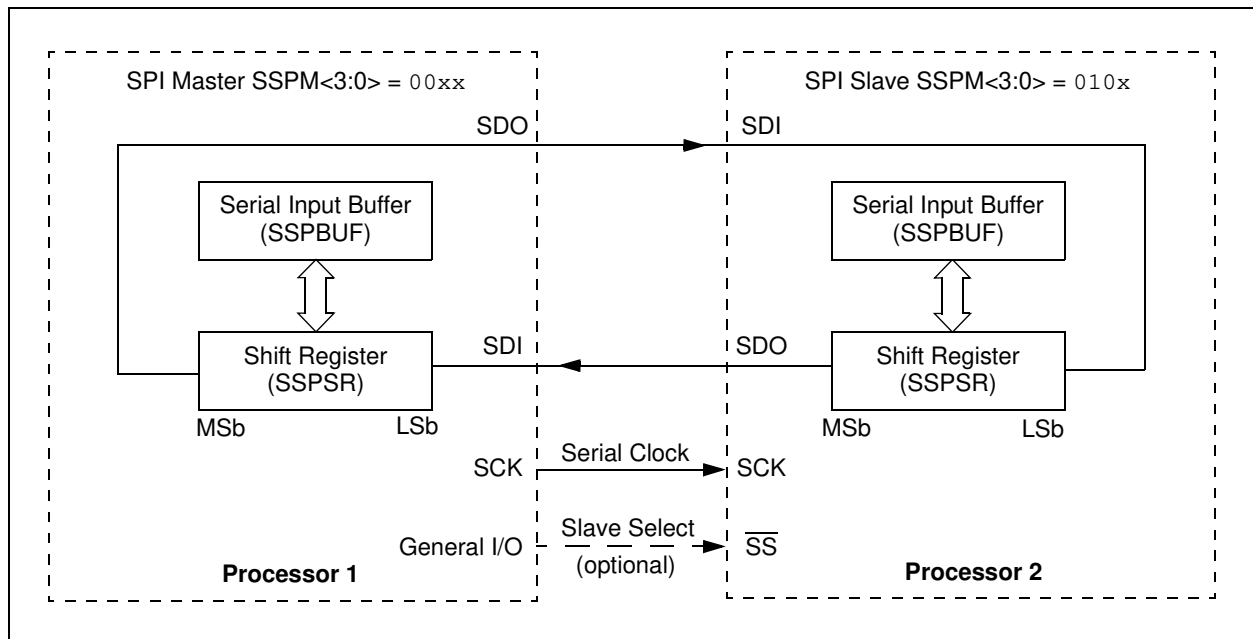 SPI Master SSPM<3:0> = 00xx
SDO
Serial Input Buffer
(SSPBUF)
Shift Register
(SSPSR)
MSb
LSb
SDI
SCK
General I/O
Processor 1
Serial Clock
Slave Select
(optional)
SPI Slave SSPM<3:0> = 010x
SDI
Serial Input Buffer
(SSPBUF)
SDO
Shift Register
(SSPSR)
MSb
LSb
SCK
SS
Processor 2